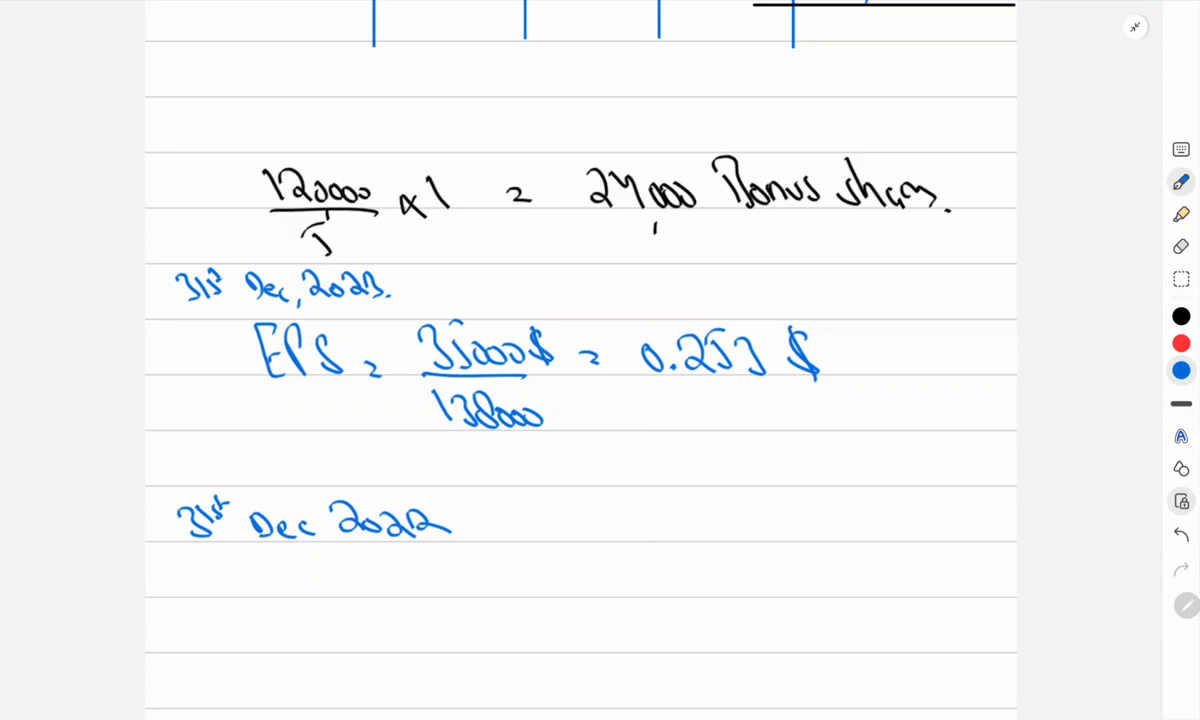 120000/5 × 1 = 24,000 Bonus shares.
31st Dec, 2023.
EPS = 35000$/138000 = 0.253 $
31st Dec 2022
A